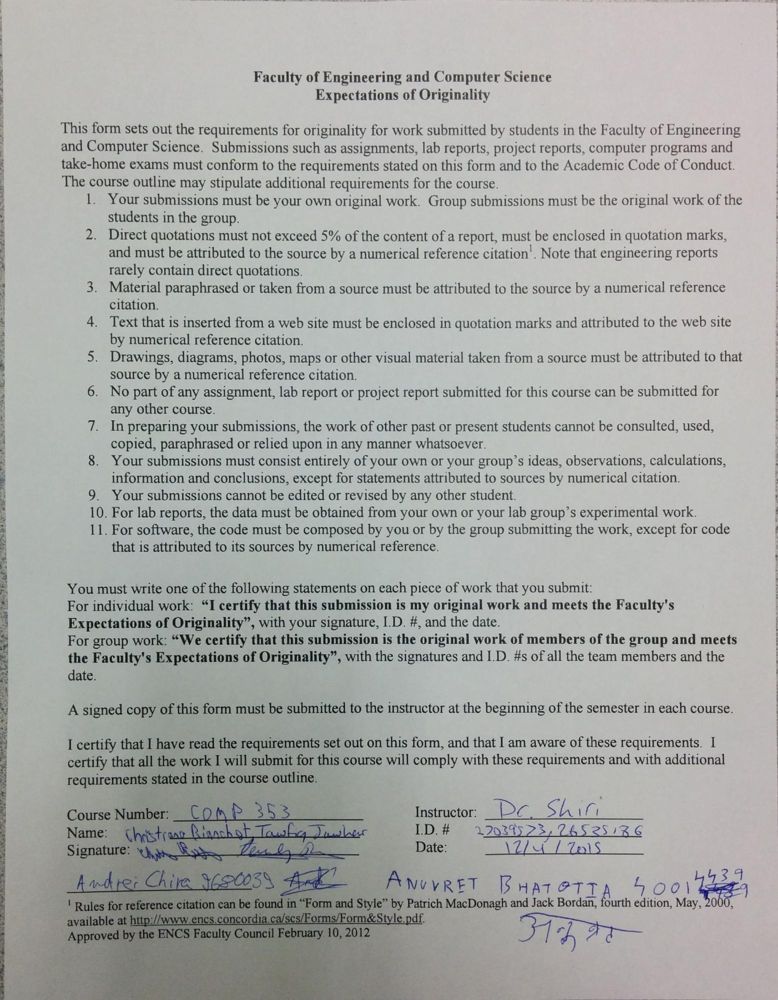 Faculty of Engineering and Computer Science
Expectations of Originality
This form sets out the requirements for originality for work submitted by students in the Faculty of Engineering
and Computer Science. Submissions such as assignments, lab reports, project reports, computer programs and
take-home exams must conform to the requirements stated on this form and to the Academic Code of Conduct.
The course outline may stipulate additional requirements for the course.
1. Your submissions must be your own original work. Group submissions must be the original work of the
students in the group.
2. Direct quotations must not exceed 5% of the content of a report, must be enclosed in quotation marks,
and must be attributed to the source by a numerical reference citation¹. Note that engineering reports
rarely contain direct quotations.
3. Material paraphrased or taken from a source must be attributed to the source by a numerical reference
citation.
4. Text that is inserted from a web site must be enclosed in quotation marks and attributed to the web site
by numerical reference citation.
5. Drawings, diagrams, photos, maps or other visual material taken from a source must be attributed to that
source by a numerical reference citation.
6. No part of any assignment, lab report or project report submitted for this course can be submitted for
any other course.
7. In preparing your submissions, the work of other past or present students cannot be consulted, used,
copied, paraphrased or relied upon in any manner whatsoever.
8. Your submissions must consist entirely of your own or your group’s ideas, observations, calculations,
information and conclusions, except for statements attributed to sources by numerical citation.
9. Your submissions cannot be edited or revised by any other student.
10. For lab reports, the data must be obtained from your own or your lab group’s experimental work.
11. For software, the code must be composed by you or by the group submitting the work, except for code
that is attributed to its sources by numerical reference.
You must write one of the following statements on each piece of work that you submit:
For individual work: “I certify that this submission is my original work and meets the Faculty's
Expectations of Originality”, with your signature, I.D. #, and the date.
For group work: “We certify that this submission is the original work of members of the group and meets
the Faculty's Expectations of Originality”, with the signatures and I.D. #s of all the team members and the
date.
A signed copy of this form must be submitted to the instructor at the beginning of the semester in each course.
I certify that I have read the requirements set out on this form, and that I am aware of these requirements. I
certify that all the work I will submit for this course will comply with these requirements and with additional
requirements stated in the course outline.
Course Number: COMP 353 Instructor: Dr. Shiri
Name: Tawfiq Jawhar I.D. #
Signature: Date: 12/4/2015
Andrei Chira 9680039 ANUVRET BHATOTIA
¹ Rules for reference citation can be found in “Form and Style” by Patrich MacDonagh and Jack Bordan, fourth edition, May, 2000,
available at http://www.encs.concordia.ca/scs/Forms/Form&Style.pdf.
Approved by the ENCS Faculty Council February 10, 2012